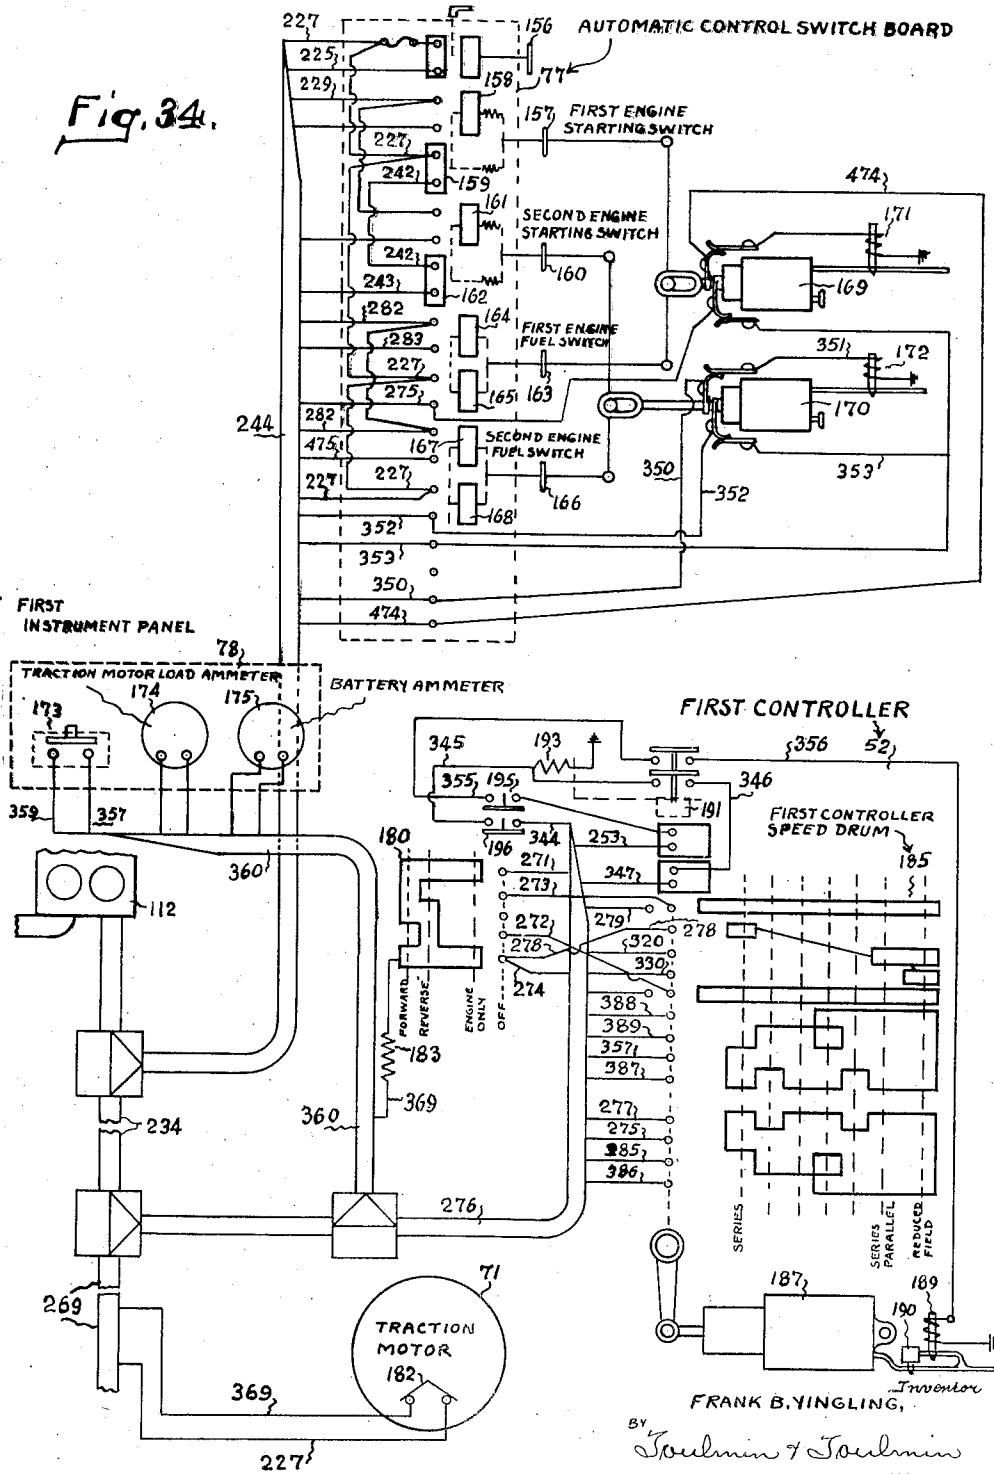 Fig. 34.
227
225
229
227
242
242
243
282
283
227
275
282
475
227
227
352
353
350
474
244
156
AUTOMATIC CONTROL SWITCH BOARD
77
158
157
FIRST ENGINE
STARTING SWITCH
159
161
SECOND ENGINE
STARTING SWITCH
160
162
164
FIRST ENGINE
FUEL SWITCH
163
165
167
SECOND ENGINE
FUEL SWITCH
166
168
474
171
169
351
172
170
350
352
353
FIRST
INSTRUMENT PANEL
78
TRACTION MOTOR LOAD AMMETER
173
174
175
BATTERY AMMETER
359
357
360
112
FIRST CONTROLLER
52
356
345
193
355
195
346
191
196
344
253
347
180
271
273
279
272
278
278
320
330
274
388
389
357
387
277
275
285
386
FORWARD
REVERSE
ENGINE
ONLY
OFF
183
369
360
FIRST CONTROLLER
SPEED DRUM
185
SERIES
SERIES
PARALLEL
REDUCED
FIELD
234
276
269
71
TRACTION
MOTOR
182
369
227
187
189
190
Inventor
FRANK B. YINGLING,
BY
Toulmin & Toulmin